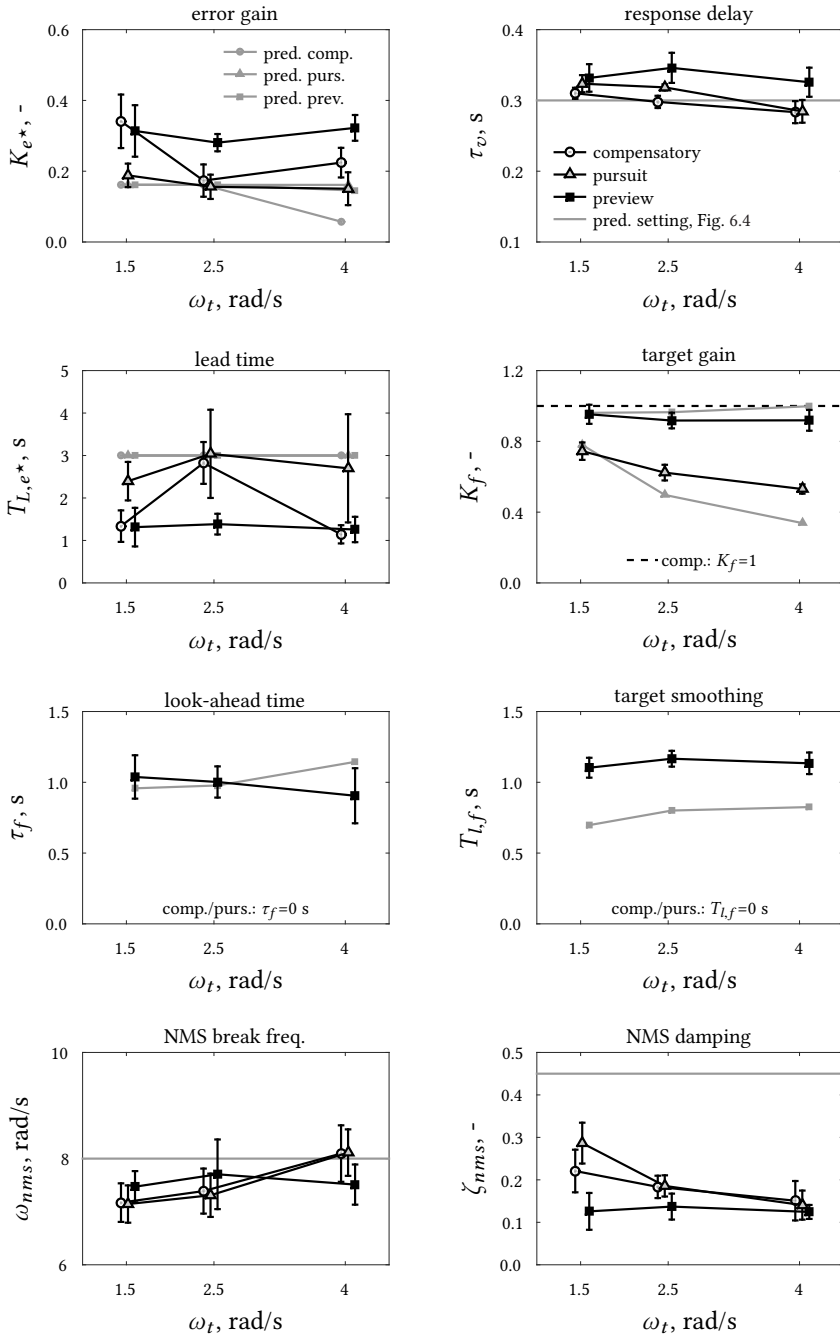 error gain
0.6
0.4
0.2
0.0
K_{e⋆}, -
pred. comp.
pred. purs.
pred. prev.
1.5 2.5 4
ω_t, rad/s
response delay
0.4
0.3
0.2
0.1
τ_v, s
compensatory
pursuit
preview
pred. setting, Fig. 6.4
1.5 2.5 4
ω_t, rad/s
lead time
5
4
3
2
1
0
T_{L,e⋆}, s
1.5 2.5 4
ω_t, rad/s
target gain
1.2
0.8
0.4
0.0
K_f, -
comp.: K_f=1
1.5 2.5 4
ω_t, rad/s
look-ahead time
1.5
1.0
0.5
0.0
τ_f, s
comp./purs.: τ_f=0 s
1.5 2.5 4
ω_t, rad/s
target smoothing
1.5
1.0
0.5
0.0
T_{l,f}, s
comp./purs.: T_{l,f}=0 s
1.5 2.5 4
ω_t, rad/s
NMS break freq.
10
8
6
ω_{nms}, rad/s
1.5 2.5 4
ω_t, rad/s
NMS damping
0.5
0.4
0.3
0.2
0.1
0.0
ζ_{nms}, -
1.5 2.5 4
ω_t, rad/s